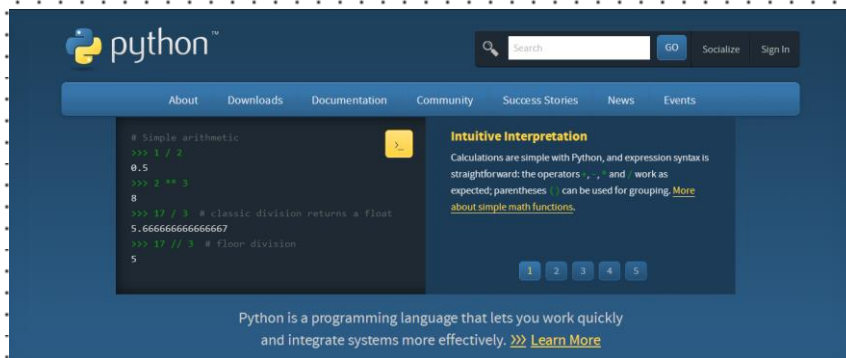 python™
Search
GO
Socialize
Sign In
About
Downloads
Documentation
Community
Success Stories
News
Events
# Simple arithmetic
>>> 1 / 2
0.5
>>> 2 ** 3
8
>>> 17 / 3  # classic division returns a float
5.666666666666667
>>> 17 // 3  # floor division
5
>_
Intuitive Interpretation
Calculations are simple with Python, and expression syntax is
straightforward: the operators +, -, * and / work as
expected; parentheses () can be used for grouping. More
about simple math functions.
1 2 3 4 5
Python is a programming language that lets you work quickly
and integrate systems more effectively. >>> Learn More